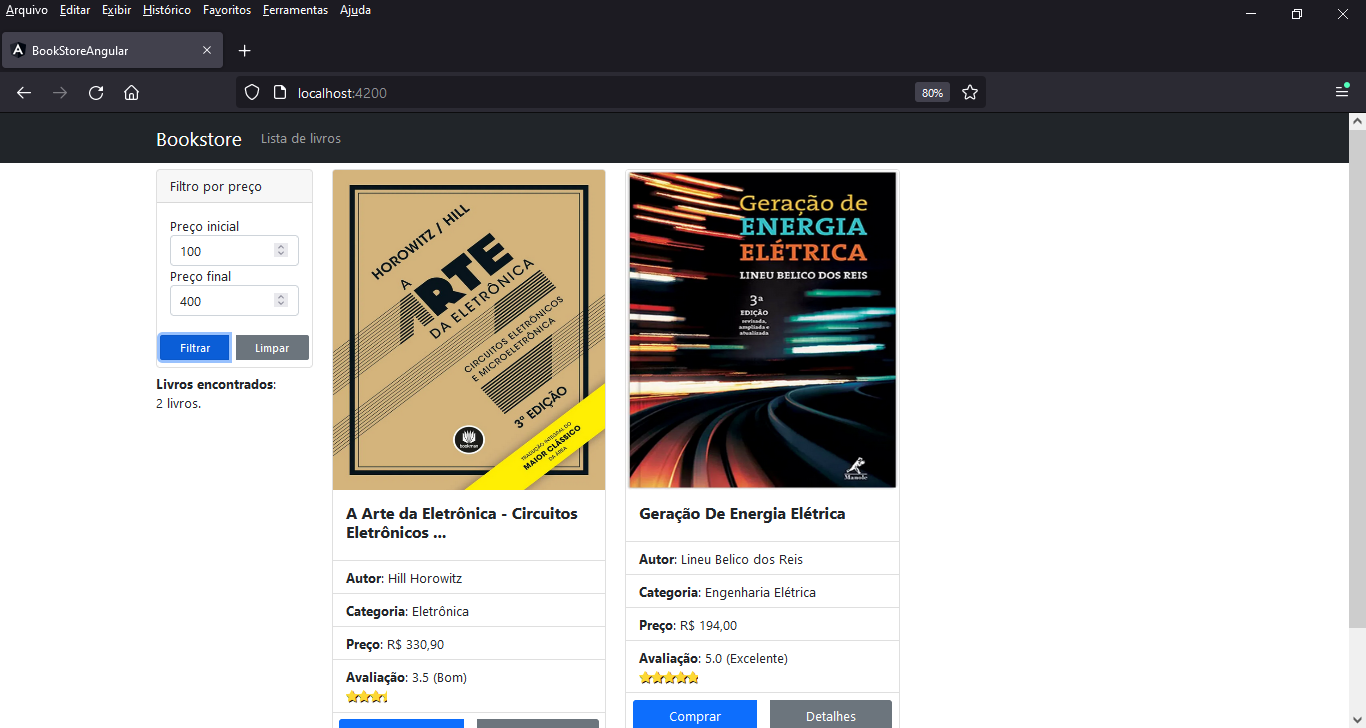 Arquivo Editar Exibir Histórico Favoritos Ferramentas Ajuda
BookStoreAngular
localhost:4200
80%
Bookstore Lista de livros
Filtro por preço
Preço inicial
100
Preço final
400
Filtrar Limpar
Livros encontrados:
2 livros.
HOROWITZ / HILL
A
ARTE
DA ELETRÔNICA
CIRCUITOS ELETRÔNICOS
E MICROELETRÔNICA
3ª EDIÇÃO
bookman
TRADUÇÃO INTEGRAL DO
MAIOR CLÁSSICO
DA ÁREA
A Arte da Eletrônica - Circuitos
Eletrônicos ...
Autor: Hill Horowitz
Categoria: Eletrônica
Preço: R$ 330,90
Avaliação: 3.5 (Bom)
Geração de
ENERGIA
ELÉTRICA
LINEU BELICO DOS REIS
3ª
EDIÇÃO
revisada,
ampliada e
atualizada
Manole
Geração De Energia Elétrica
Autor: Lineu Belico dos Reis
Categoria: Engenharia Elétrica
Preço: R$ 194,00
Avaliação: 5.0 (Excelente)
Comprar Detalhes